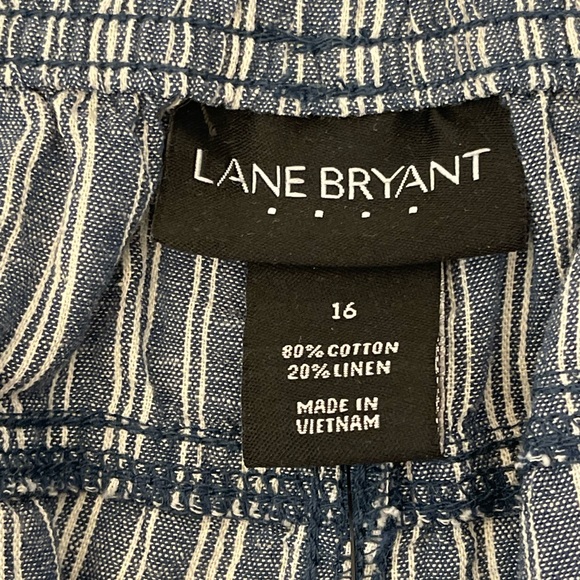 LANE BRYANT
16
80% COTTON
20% LINEN
MADE IN
VIETNAM